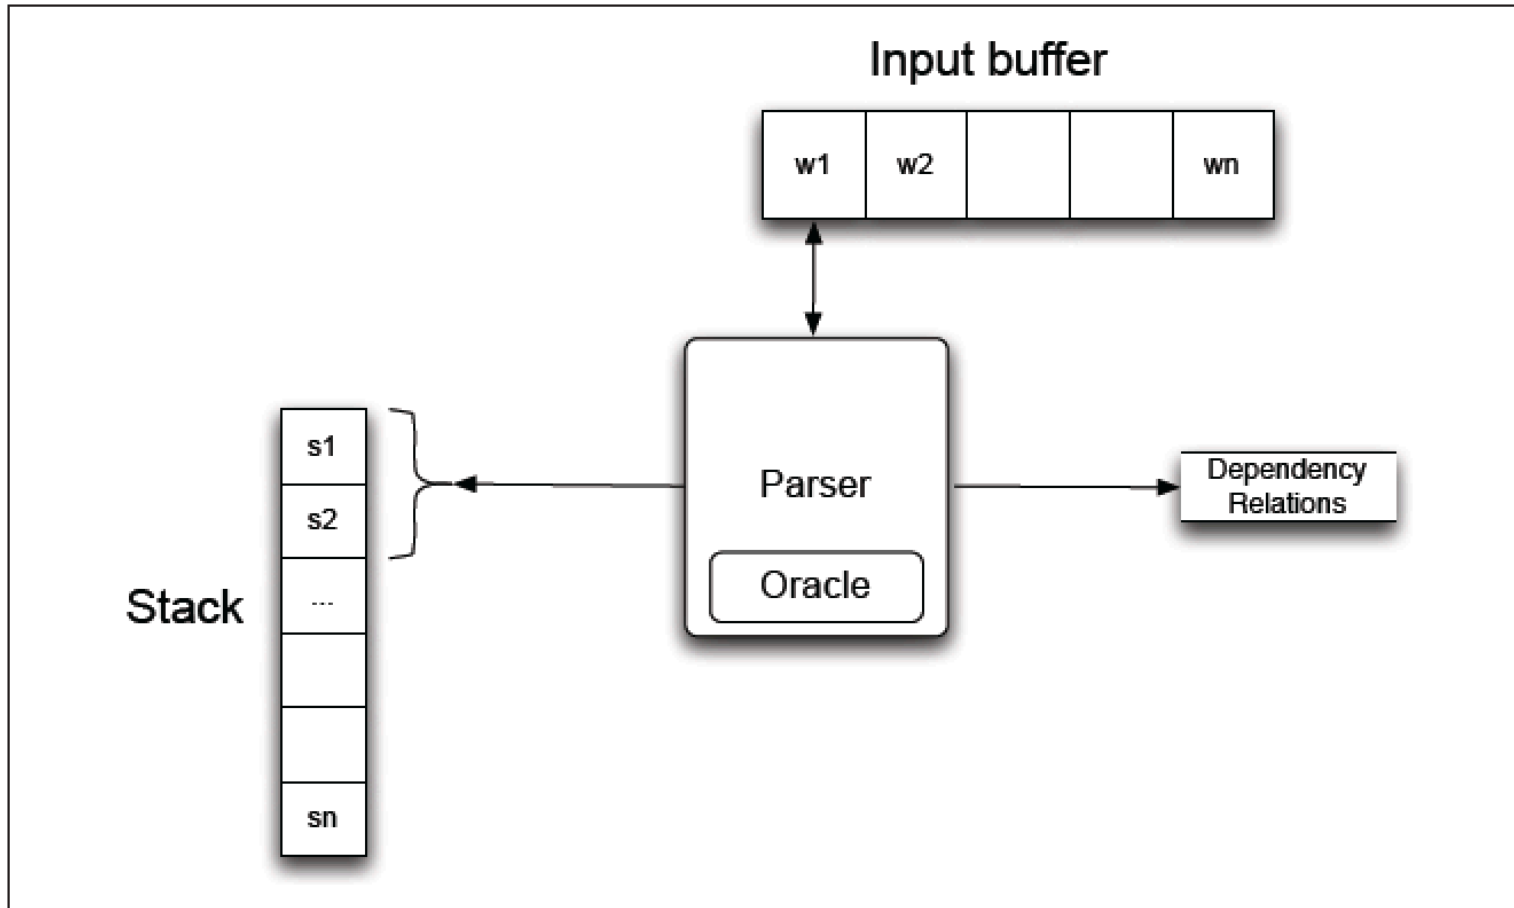 Input buffer
w1 w2 wn
s1
s2
...
sn
Stack
Parser
Oracle
Dependency
Relations